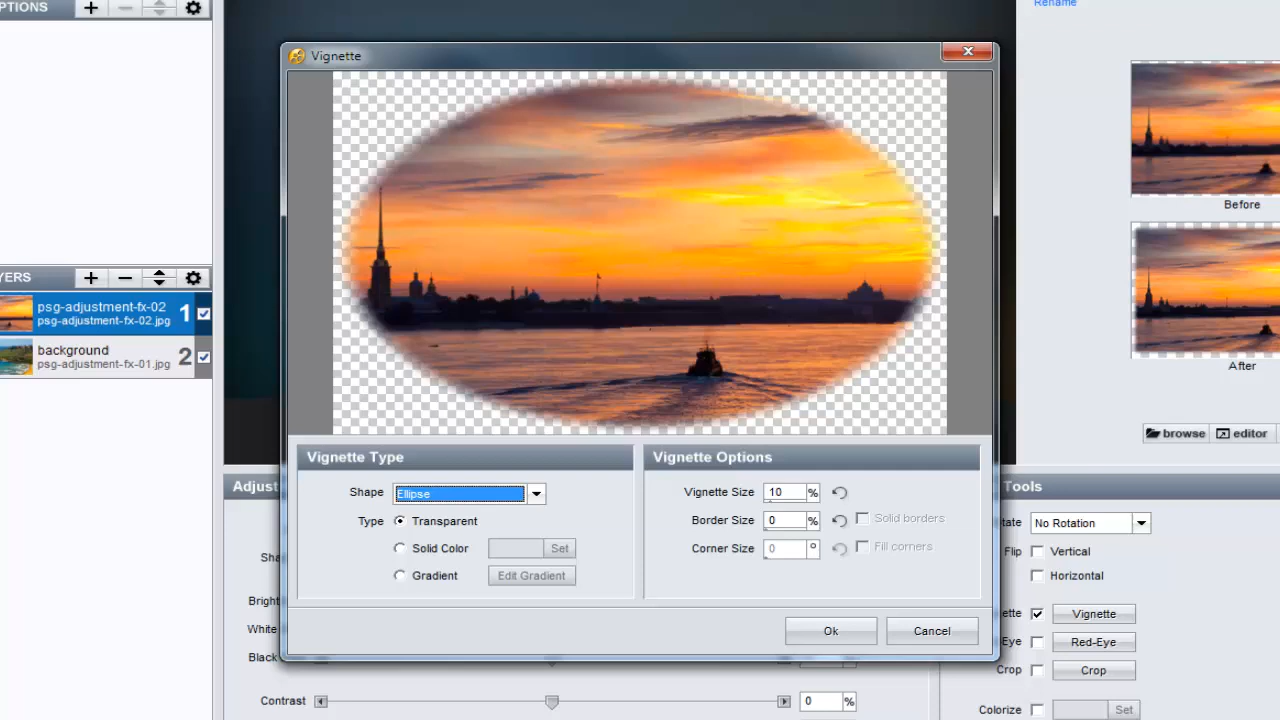 PTIONS
Rename
Vignette
Before
YERS
psg-adjustment-fx-02
psg-adjustment-fx-02.jpg
1
background
psg-adjustment-fx-01.jpg
2
After
browse
editor
Vignette Type
Vignette Options
Adjust
Tools
Shape
Ellipse
Vignette Size
10
%
tate
No Rotation
Type
Transparent
Border Size
0
%
Solid borders
Flip
Vertical
Solid Color
Set
Corner Size
0
°
Fill corners
Sha
Gradient
Edit Gradient
Horizontal
Bright
White
Black
ette
Vignette
Ok
Cancel
Eye
Red-Eye
Crop
Crop
Contrast
0
%
Colorize
Set